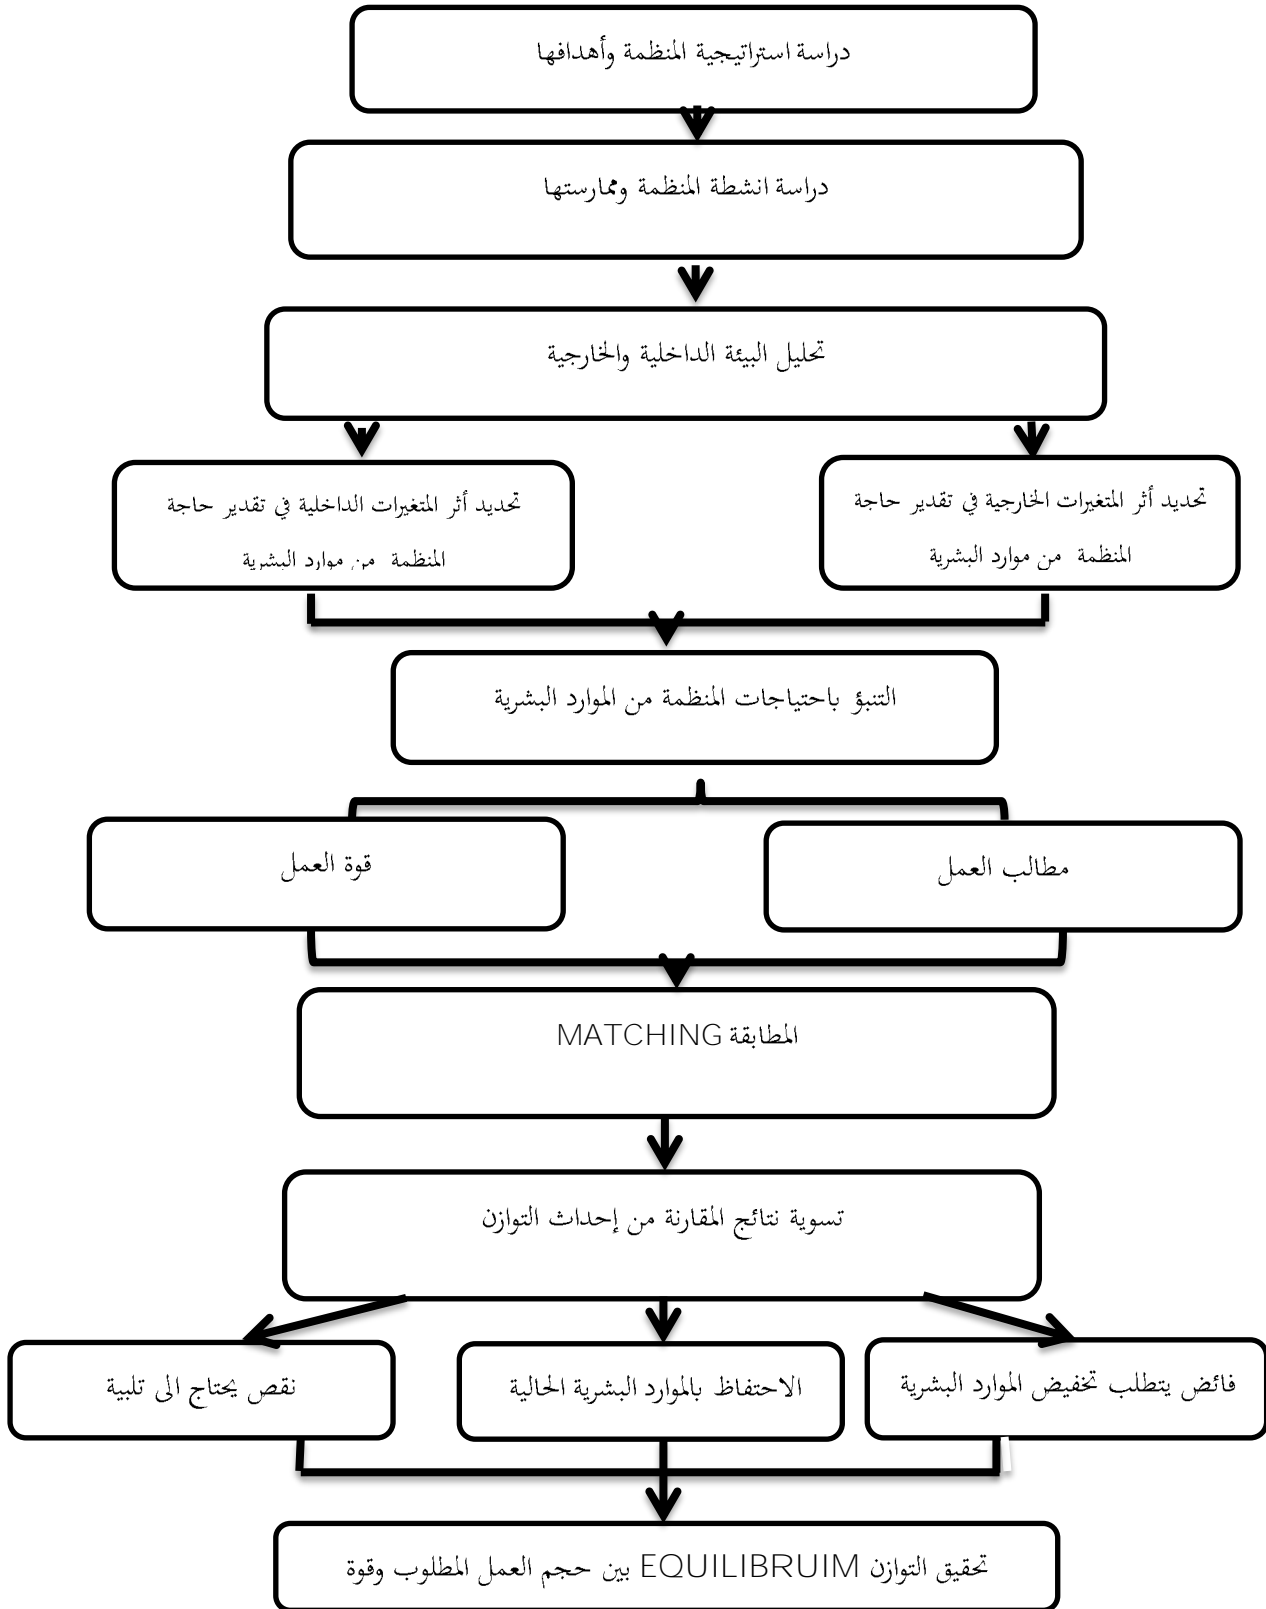 دراسة استراتيجية المنظمة وأهدافها
دراسة انشطة المنظمة وممارستها
تحليل البيئة الداخلية والخارجية
تحديد أثر المتغيرات الخارجية في تقدير حاجة
المنظمة من موارد البشرية
تحديد أثر المتغيرات الداخلية في تقدير حاجة
المنظمة من موارد البشرية
التنبؤ باحتياجات المنظمة من الموارد البشرية
مطالب العمل
قوة العمل
المطابقة MATCHING
تسوية نتائج المقارنة من إحداث التوازن
فائض يتطلب تخفيض الموارد البشرية
الاحتفاظ بالموارد البشرية الحالية
نقص يحتاج الى تلبية
تحقيق التوازن EQUILIBRUIM بين حجم العمل المطلوب وقوة